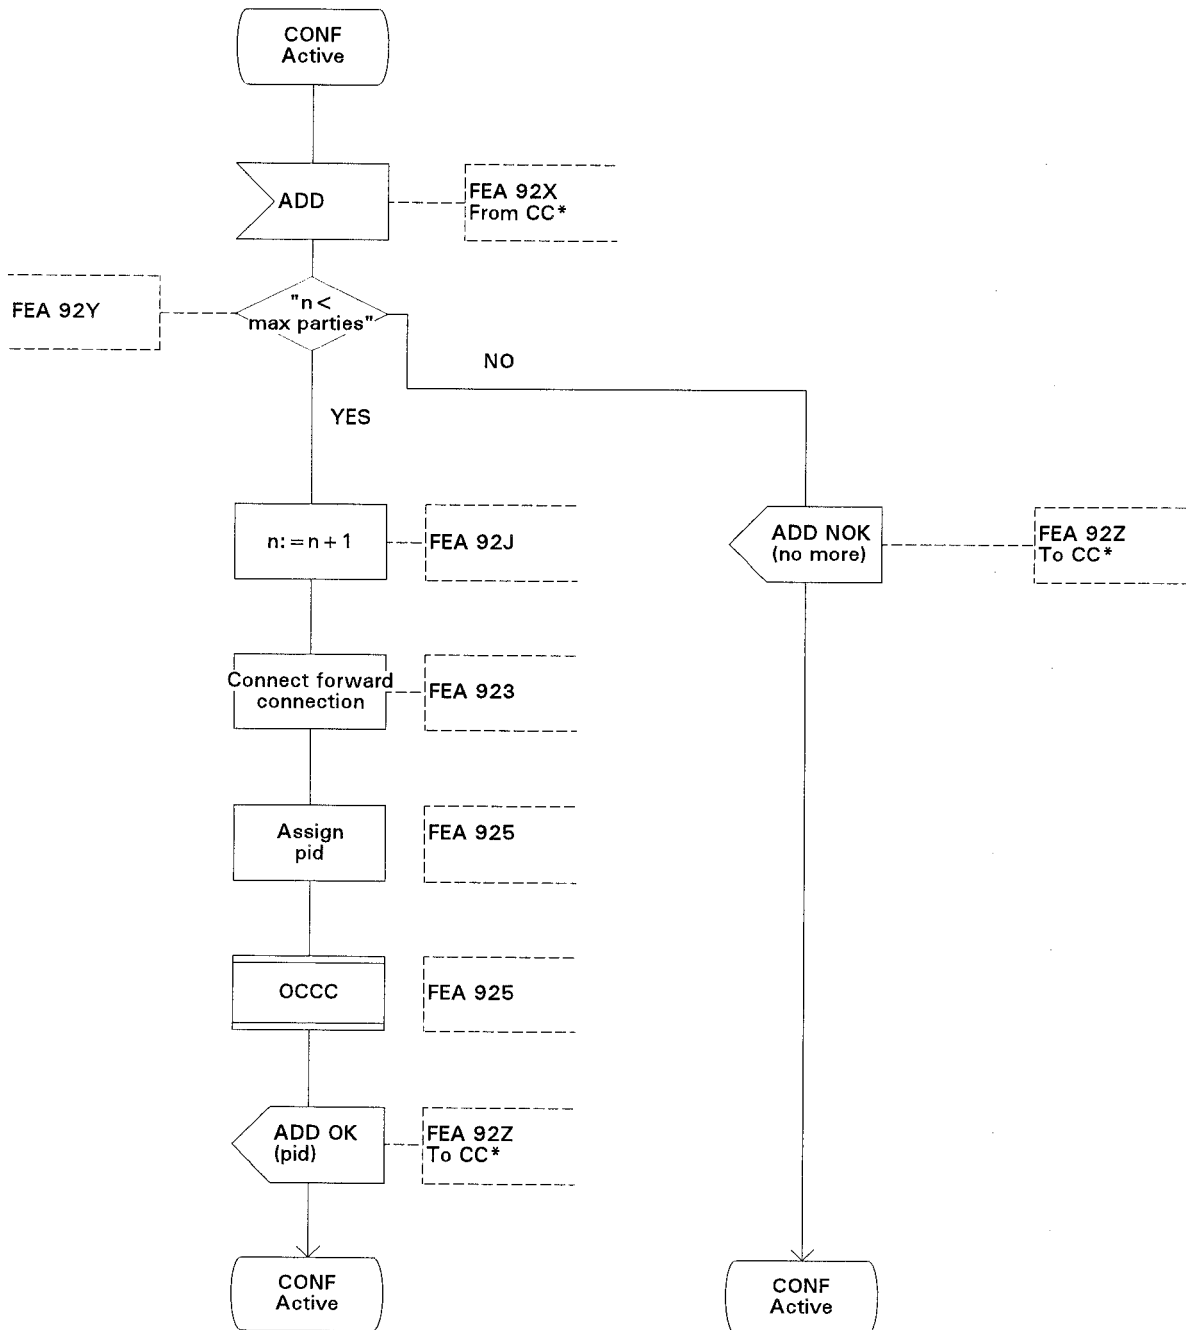 CONF
Active
ADD
FEA 92X
From CC*
FEA 92Y
"n <
max parties"
NO
YES
n: = n + 1
FEA 92J
ADD NOK
(no more)
FEA 92Z
To CC*
Connect forward
connection
FEA 923
Assign
pid
FEA 925
OCCC
FEA 925
ADD OK
(pid)
FEA 92Z
To CC*
CONF
Active
CONF
Active